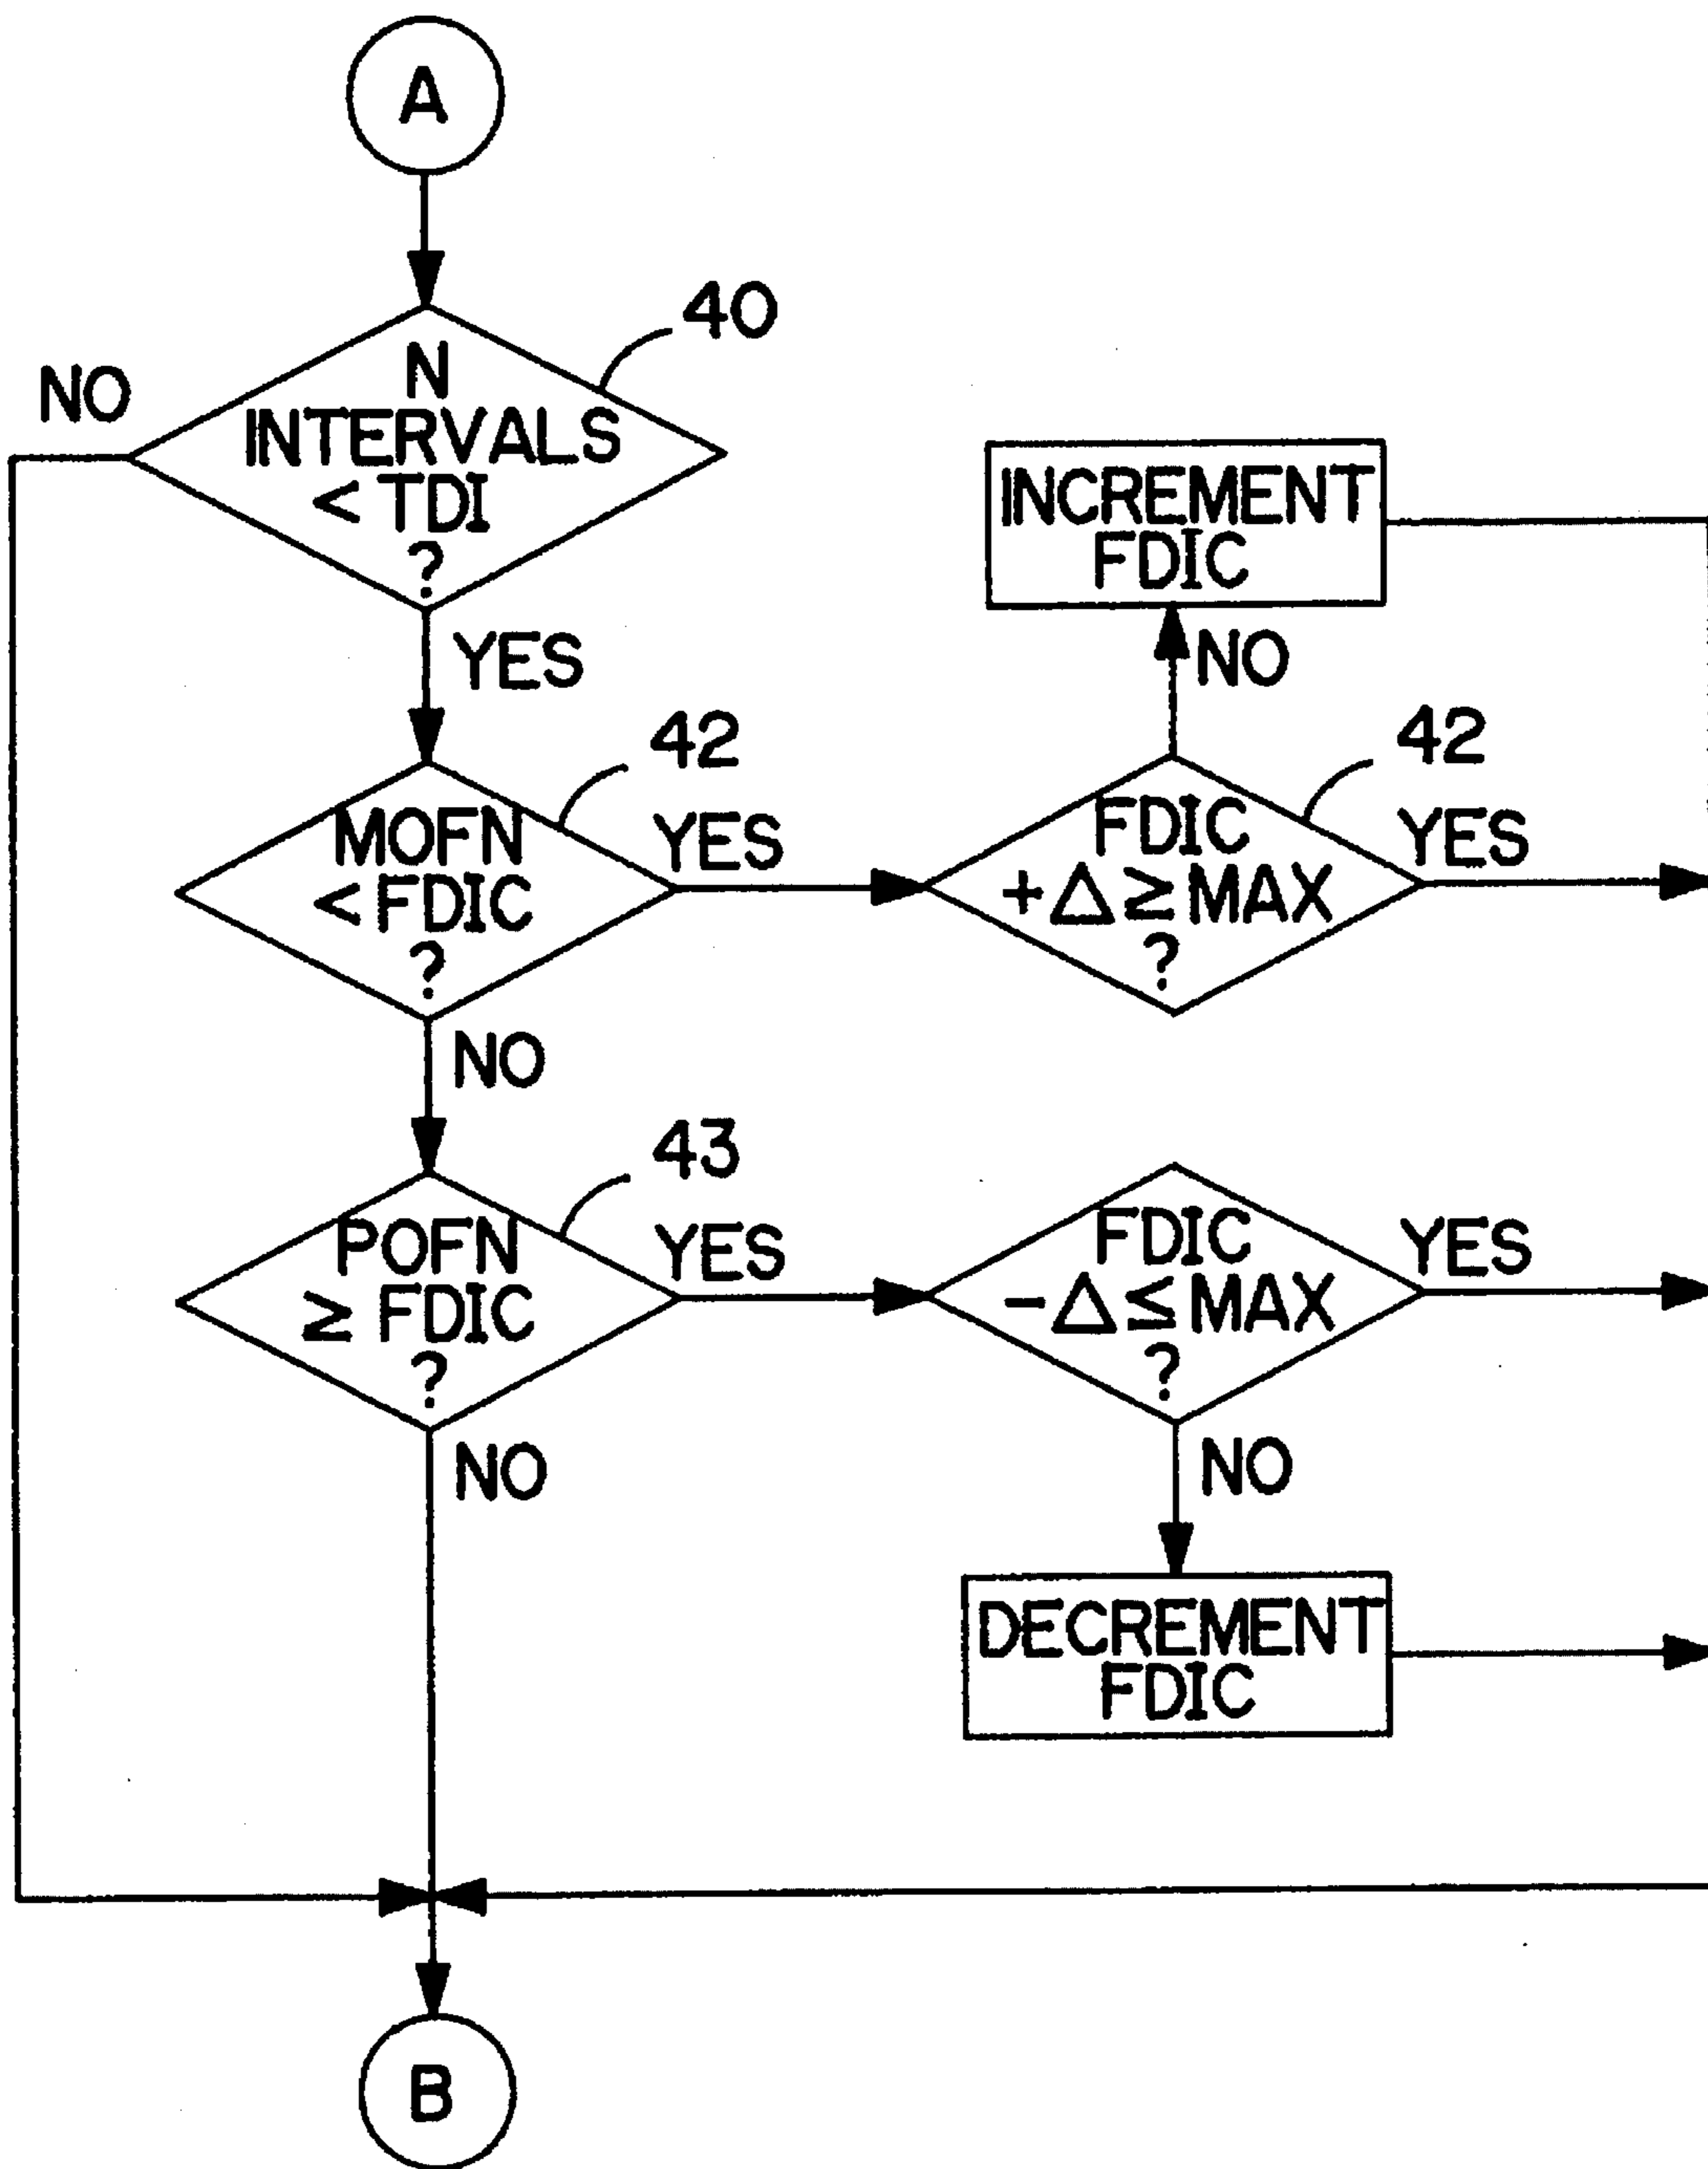 A
40
NO
N
INTERVALS
< TDI
?
INCREMENT
FDIC
YES
NO
42
42
MOFN
< FDIC
?
YES
FDIC
+Δ≥MAX
?
YES
NO
43
POFN
≥ FDIC
?
YES
FDIC
-Δ≤MAX
?
YES
NO
NO
DECREMENT
FDIC
B